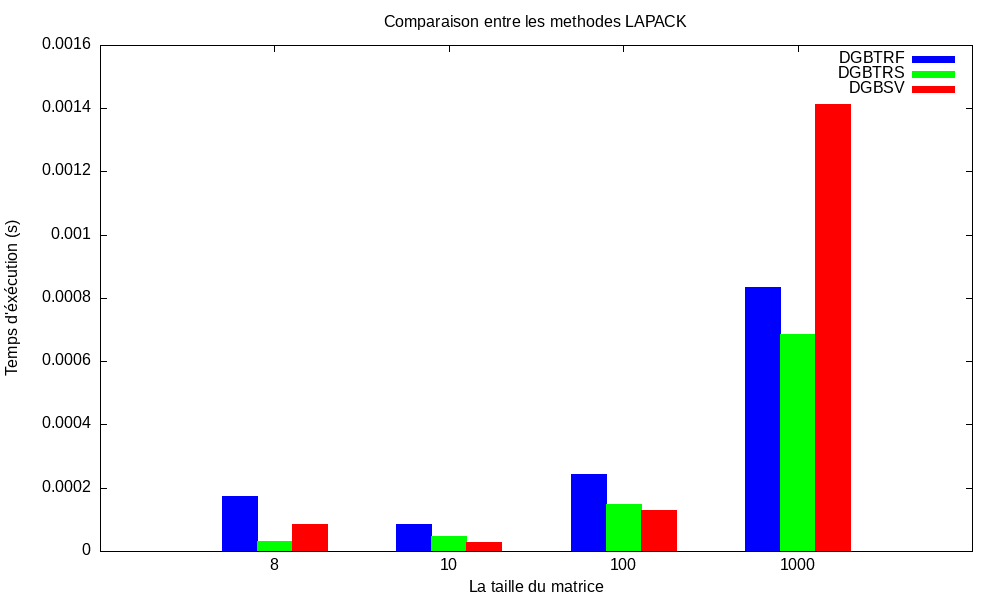 Comparaison entre les methodes LAPACK
0.0016
0.0014
0.0012
0.001
0.0008
0.0006
0.0004
0.0002
0
Temps d'éxécution (s)
DGBTRF
DGBTRS
DGBSV
8 10 100 1000
La taille du matrice